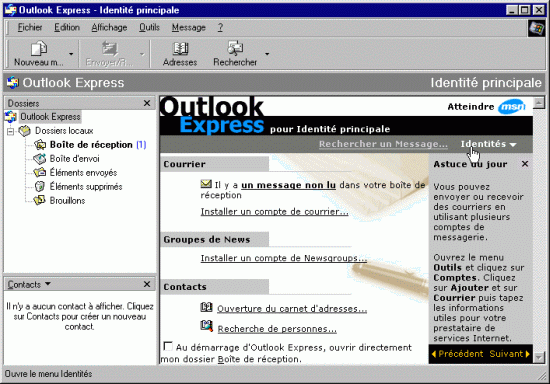 Outlook Express - Identité principale
Fichier Edition Affichage Outils Message ?
Nouveau m... Envoyer/R... Adresses Rechercher
Outlook Express Identité principale
Dossiers
Outlook Express
Dossiers locaux
Boîte de réception (1)
Boîte d'envoi
Éléments envoyés
Éléments supprimés
Brouillons
Contacts
Il n'y a aucun contact à afficher. Cliquez
sur Contacts pour créer un nouveau
contact.
Outlook
Express pour Identité principale
Atteindre msn
Rechercher un Message... Identités
Courrier
Il y a un message non lu dans votre boîte de
réception
Installer un compte de courrier...
Groupes de News
Installer un compte de Newsgroups...
Contacts
Ouverture du carnet d'adresses...
Recherche de personnes...
Au démarrage d'Outlook Express, ouvrir directement
mon dossier Boîte de réception.
Astuce du jour
Vous pouvez
envoyer ou recevoir
des courriers en
utilisant plusieurs
comptes de
messagerie.
Ouvrez le menu
Outils et cliquez sur
Comptes. Cliquez
sur Ajouter et sur
Courrier puis tapez
les informations
utiles pour votre
prestataire de
services Internet.
Précédent Suivant
Ouvre le menu Identités